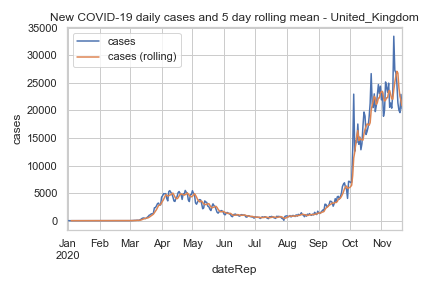 New COVID-19 daily cases and 5 day rolling mean - United_Kingdom
35000
30000
25000
20000
15000
10000
5000
0
cases
cases
cases (rolling)
Jan Feb Mar Apr May Jun Jul Aug Sep Oct Nov
2020
dateRep